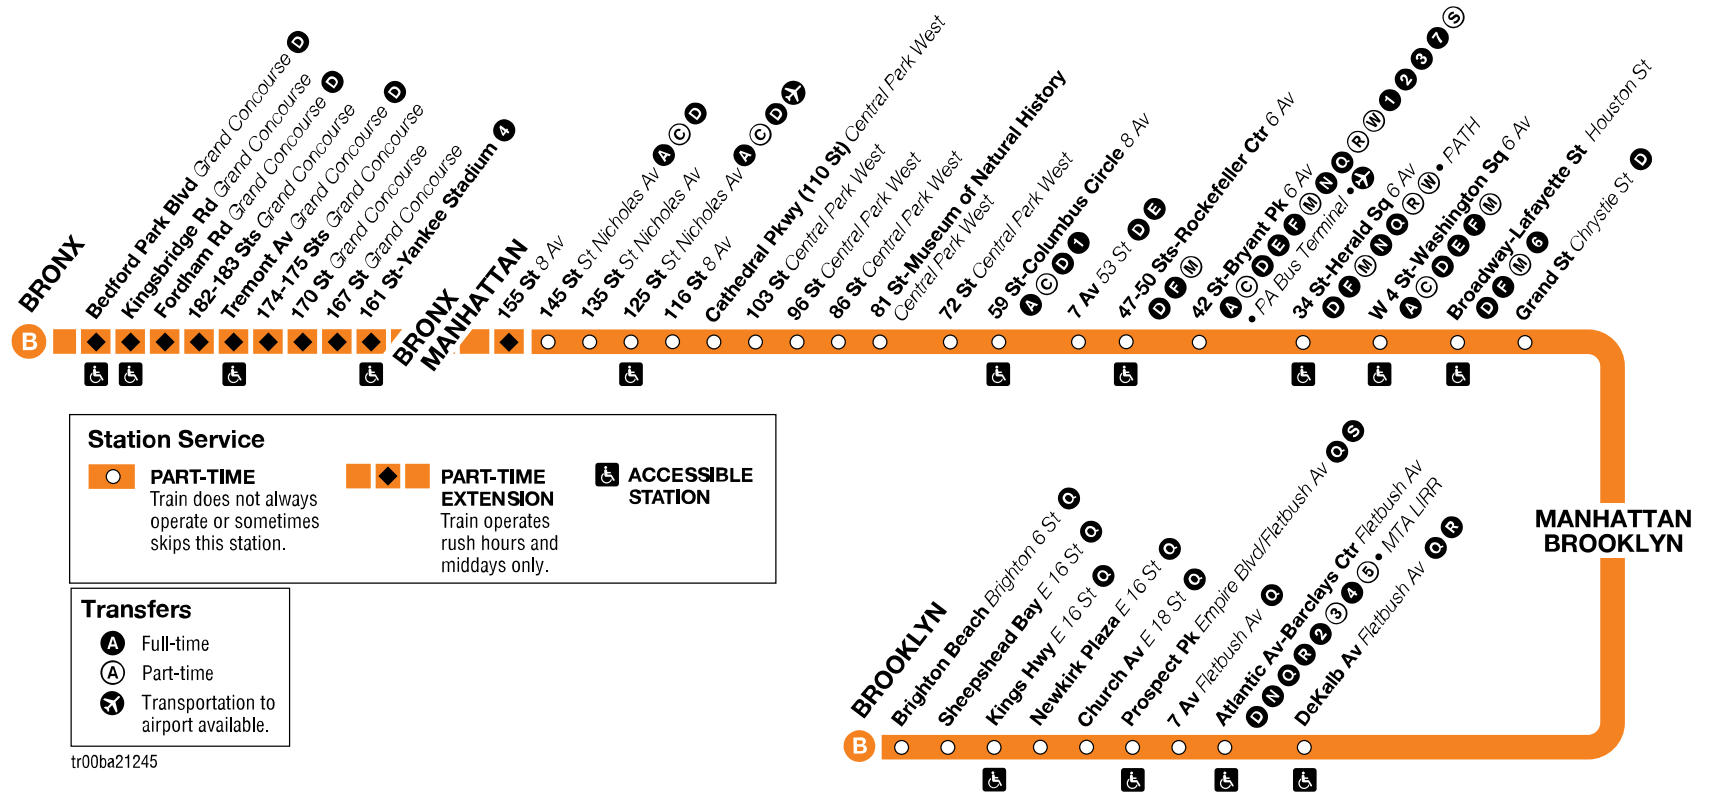 BRONX
B
Bedford Park Blvd Grand Concourse D
Kingsbridge Rd Grand Concourse
Fordham Rd Grand Concourse D
182-183 Sts Grand Concourse
Tremont Av Grand Concourse D
174-175 Sts Grand Concourse
170 St Grand Concourse
167 St Grand Concourse
161 St-Yankee Stadium 4
BRONX
MANHATTAN
155 St 8 Av
145 St St Nicholas Av A C D
135 St St Nicholas Av
125 St St Nicholas Av A C D
116 St 8 Av
Cathedral Pkwy (110 St) Central Park West
103 St Central Park West
96 St Central Park West
86 St Central Park West
81 St-Museum of Natural History
Central Park West
72 St Central Park West
59 St-Columbus Circle 8 Av
A C D 1
7 Av 53 St D E
47-50 Sts-Rockefeller Ctr 6 Av
D F M
42 St-Bryant Pk 6 Av
A C D E F M N Q R W 1 2 3 7 S
• PA Bus Terminal •
34 St-Herald Sq 6 Av
D F M N Q R W • PATH
W 4 St-Washington Sq 6 Av
A C D E F M
Broadway-Lafayette St Houston St
D F M 6
Grand St Chrystie St D
Station Service
PART-TIME
Train does not always
operate or sometimes
skips this station.
PART-TIME
EXTENSION
Train operates
rush hours and
middays only.
ACCESSIBLE
STATION
Transfers
A Full-time
A Part-time
Transportation to
airport available.
tr00ba21245
MANHATTAN
BROOKLYN
BROOKLYN
B
Brighton Beach Brighton 6 St Q
Sheepshead Bay E 16 St Q
Kings Hwy E 16 St Q
Newkirk Plaza E 16 St Q
Church Av E 18 St Q
Prospect Pk Empire Blvd/Flatbush Av Q S
7 Av Flatbush Av Q
Atlantic Av-Barclays Ctr Flatbush Av
D N Q R 2 3 4 5 • MTA LIRR
DeKalb Av Flatbush Av Q R